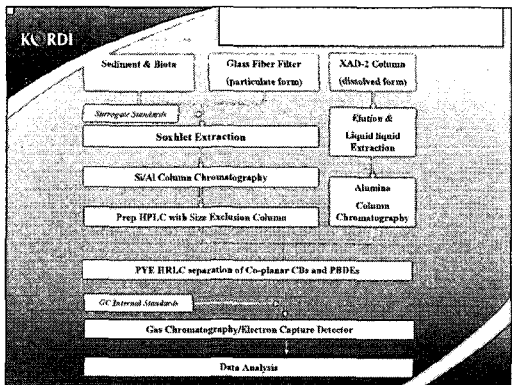 KORDI
Sediment & Biota
Glass Fiber Filter
(particulate form)
XAD-2 Column
(dissolved form)
Surrogate Standards
Soxhlet Extraction
Elution &
Liquid liquid
Extraction
Si/Al Column Chromatography
Alumina
Column
Chromatography
Prep HPLC with Size Exclusion Column
PYE HRLC separation of Co-planar CBs and PBDEs
GC Internal Standards
Gas Chromatography/Electron Capture Detector
Data Analysis